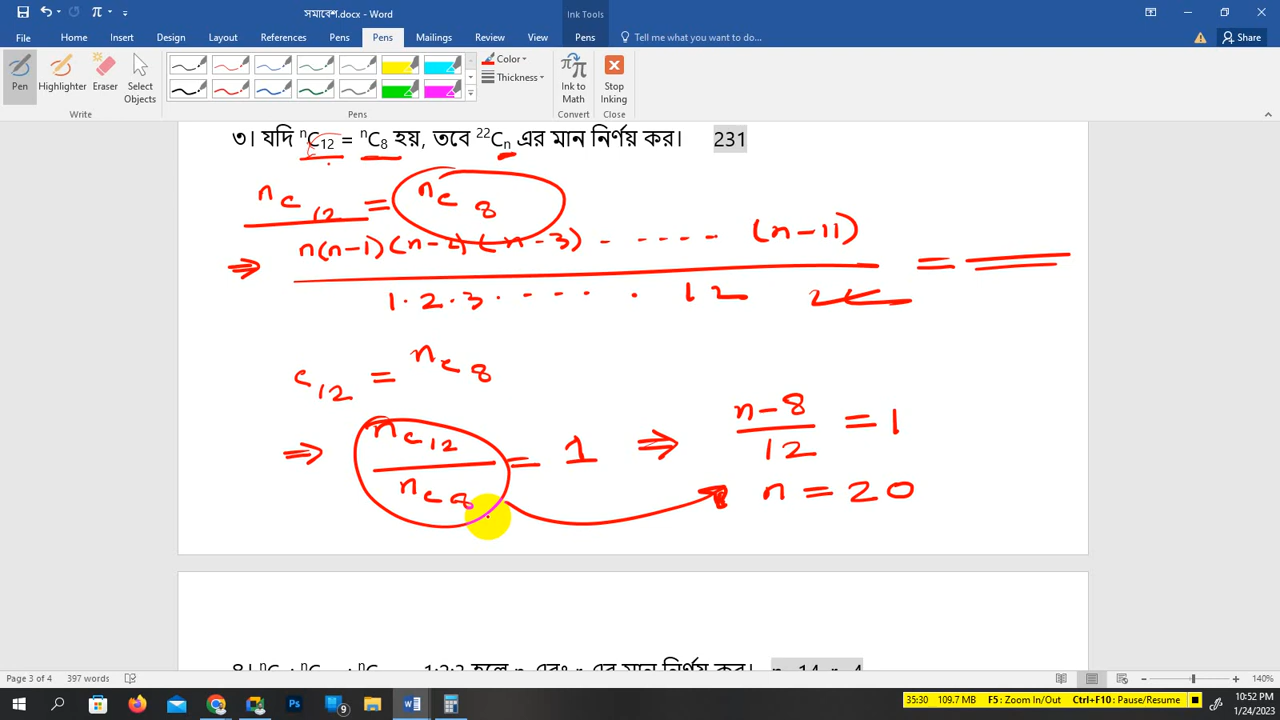 সমাবেশ.docx - Word
Ink Tools
File Home Insert Design Layout References Mailings Review View Help Pens Tell me what you want to do... Share
Pen Highlighter Eraser Select Objects
Color
Thickness
Ink to Math
Stop Inking
Write Pens Convert Close
৩। যদি ⁿC₁₂ = ⁿC₈ হয়, তবে ²²Cₙ এর মান নির্ণয় কর। 231
ⁿC₁₂ = ⁿC₈
⇒ n(n-1)(n-2)(n-3) - ..... (n-11) / 1·2·3· .... . 12 =
C₁₂ = ⁿC₈
⇒ ⁿC₁₂ / ⁿC₈ = 1 ⇒ n-8 / 12 = 1
n = 20
Page 3 of 4 397 words 140%
35:30 109.7 MB F5: Zoom In/Out Ctrl+F10: Pause/Resume
10:52 PM
1/24/2023